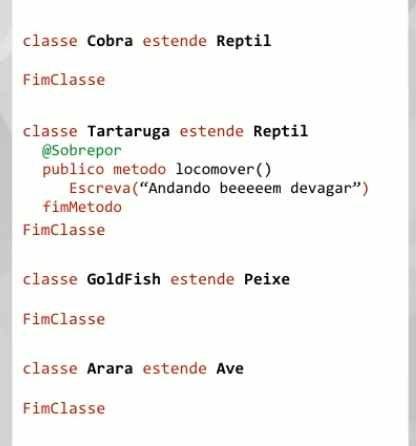 classe Cobra estende Reptil
FimClasse
classe Tartaruga estende Reptil
@Sobrepor
publico metodo locomover()
Escreva(“Andando beeeeem devagar”)
fimMetodo
FimClasse
classe GoldFish estende Peixe
FimClasse
classe Arara estende Ave
FimClasse